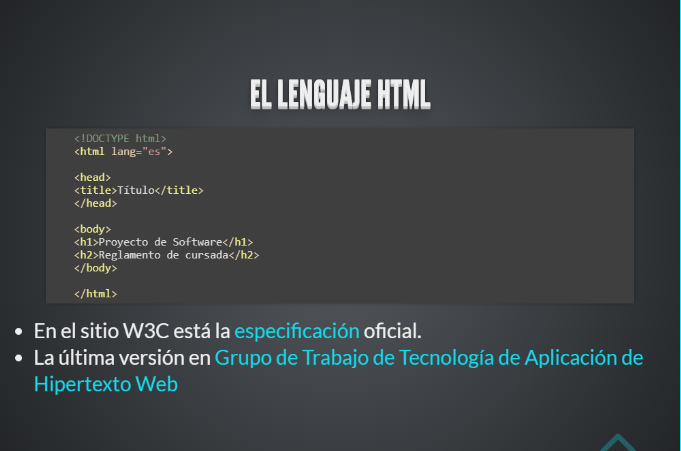 EL LENGUAJE HTML
<!DOCTYPE html>
<html lang="es">
<head>
<title>Título</title>
</head>
<body>
<h1>Proyecto de Software</h1>
<h2>Reglamento de cursada</h2>
</body>
</html>
En el sitio W3C está la especificación oficial.
La última versión en Grupo de Trabajo de Tecnología de Aplicación de
Hipertexto Web